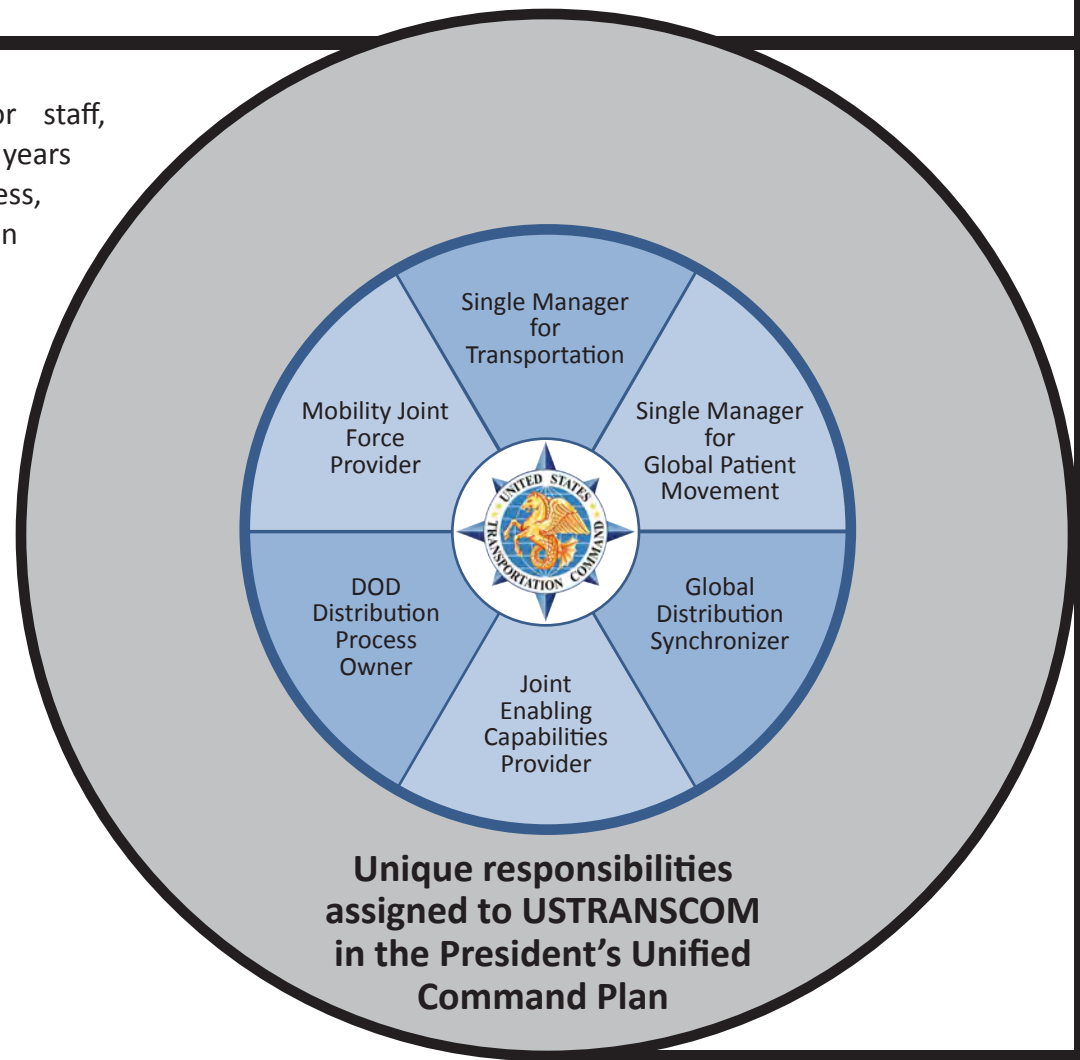 or staff,
years
ess,
n
Single Manager
for
Transportation
Single Manager
for
Global Patient
Movement
Global
Distribution
Synchronizer
Joint
Enabling
Capabilities
Provider
DOD
Distribution
Process
Owner
Mobility Joint
Force
Provider
UNITED STATES
TRANSPORTATION COMMAND
Unique responsibilities
assigned to USTRANSCOM
in the President’s Unified
Command Plan